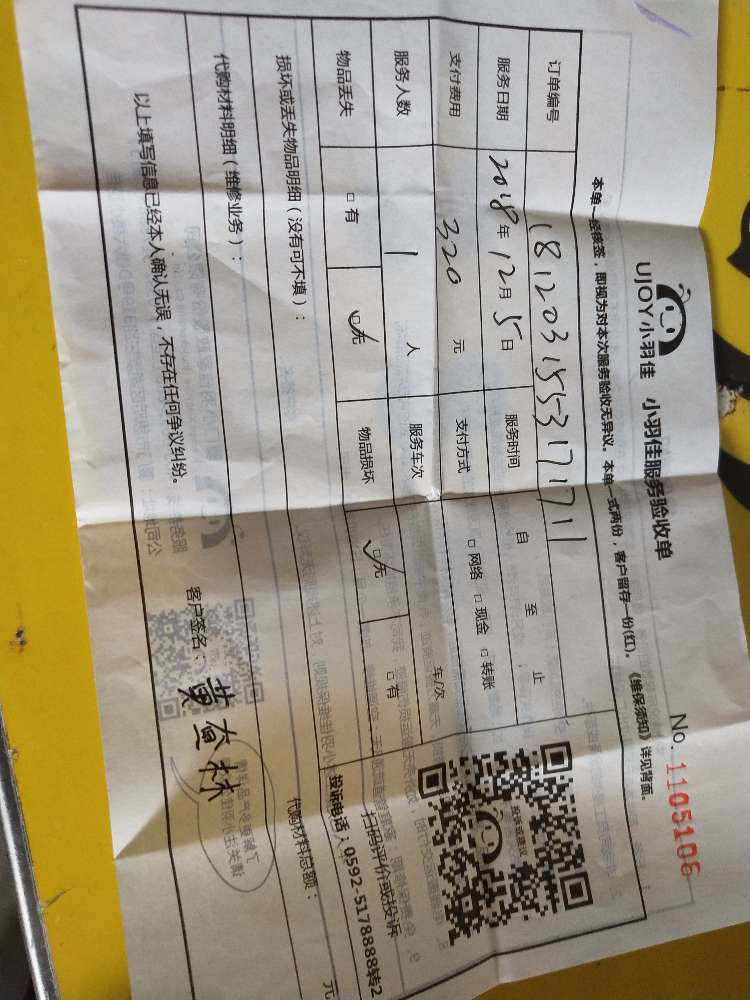 UJOY小羽佳 小羽佳服务验收单
No. 1105106
本单一经核签，即视为对本次服务验收无异议。本单一式两份，客户留存一份(红)。《维保须知》详见背面。
订单编号 1812031553171711
服务日期 2018年12月5日 服务时间 自 至 止
支付费用 320 元 支付方式 □网络 □现金 □转账
服务人数 1 人 服务车次 车/次
物品丢失 □有 □无 物品损坏 □无 □有
投诉或建议
扫码评价或投诉
投诉电话：0592-5178888转2
损坏或丢失物品明细（没有可不填）：
代购材料明细（维修业务）： 代购材料总额： 元
以上填写信息已经本人确认无误，不存在任何争议纠纷。
客户签名：